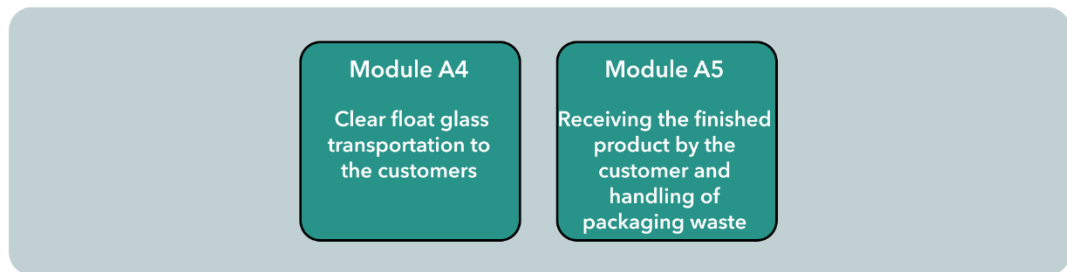 Module A4
Clear float glass
transportation to
the customers
Module A5
Receiving the finished
product by the
customer and
handling of
packaging waste